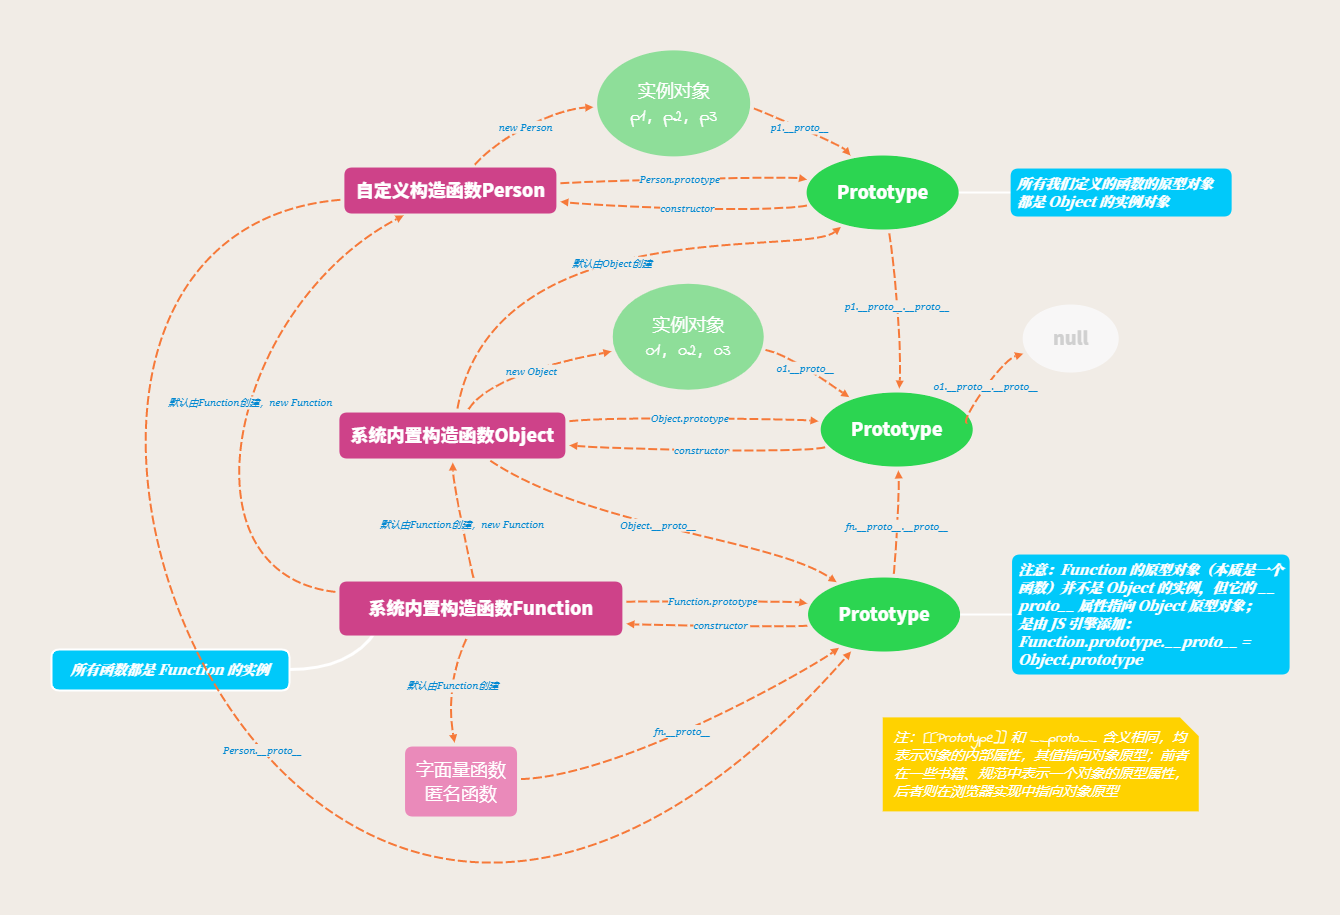 实例对象
p1，p2，p3
new Person
p1.__proto__
自定义构造函数Person
Person.prototype
constructor
Prototype
所有我们定义的函数的原型对象
都是 Object 的实例对象
默认由Object创建
实例对象
o1，o2，o3
p1.__proto__.__proto__
null
new Object
o1.__proto__
o1.__proto__.__proto__
默认由Function创建，new Function
系统内置构造函数Object
Object.prototype
constructor
Prototype
默认由Function创建，new Function
Object.__proto__
fn.__proto__.__proto__
系统内置构造函数Function
Function.prototype
constructor
Prototype
注意：Function 的原型对象（本质是一个
函数）并不是 Object 的实例，但它的 __
proto__ 属性指向 Object 原型对象；
是由 JS 引擎添加：
Function.prototype.__proto__ =
Object.prototype
所有函数都是 Function 的实例
默认由Function创建
fn.__proto__
Person.__proto__
字面量函数
匿名函数
注：[[Prototype]] 和 __proto__ 含义相同，均
表示对象的内部属性，其值指向对象原型；前者
在一些书籍、规范中表示一个对象的原型属性，
后者则在浏览器实现中指向对象原型